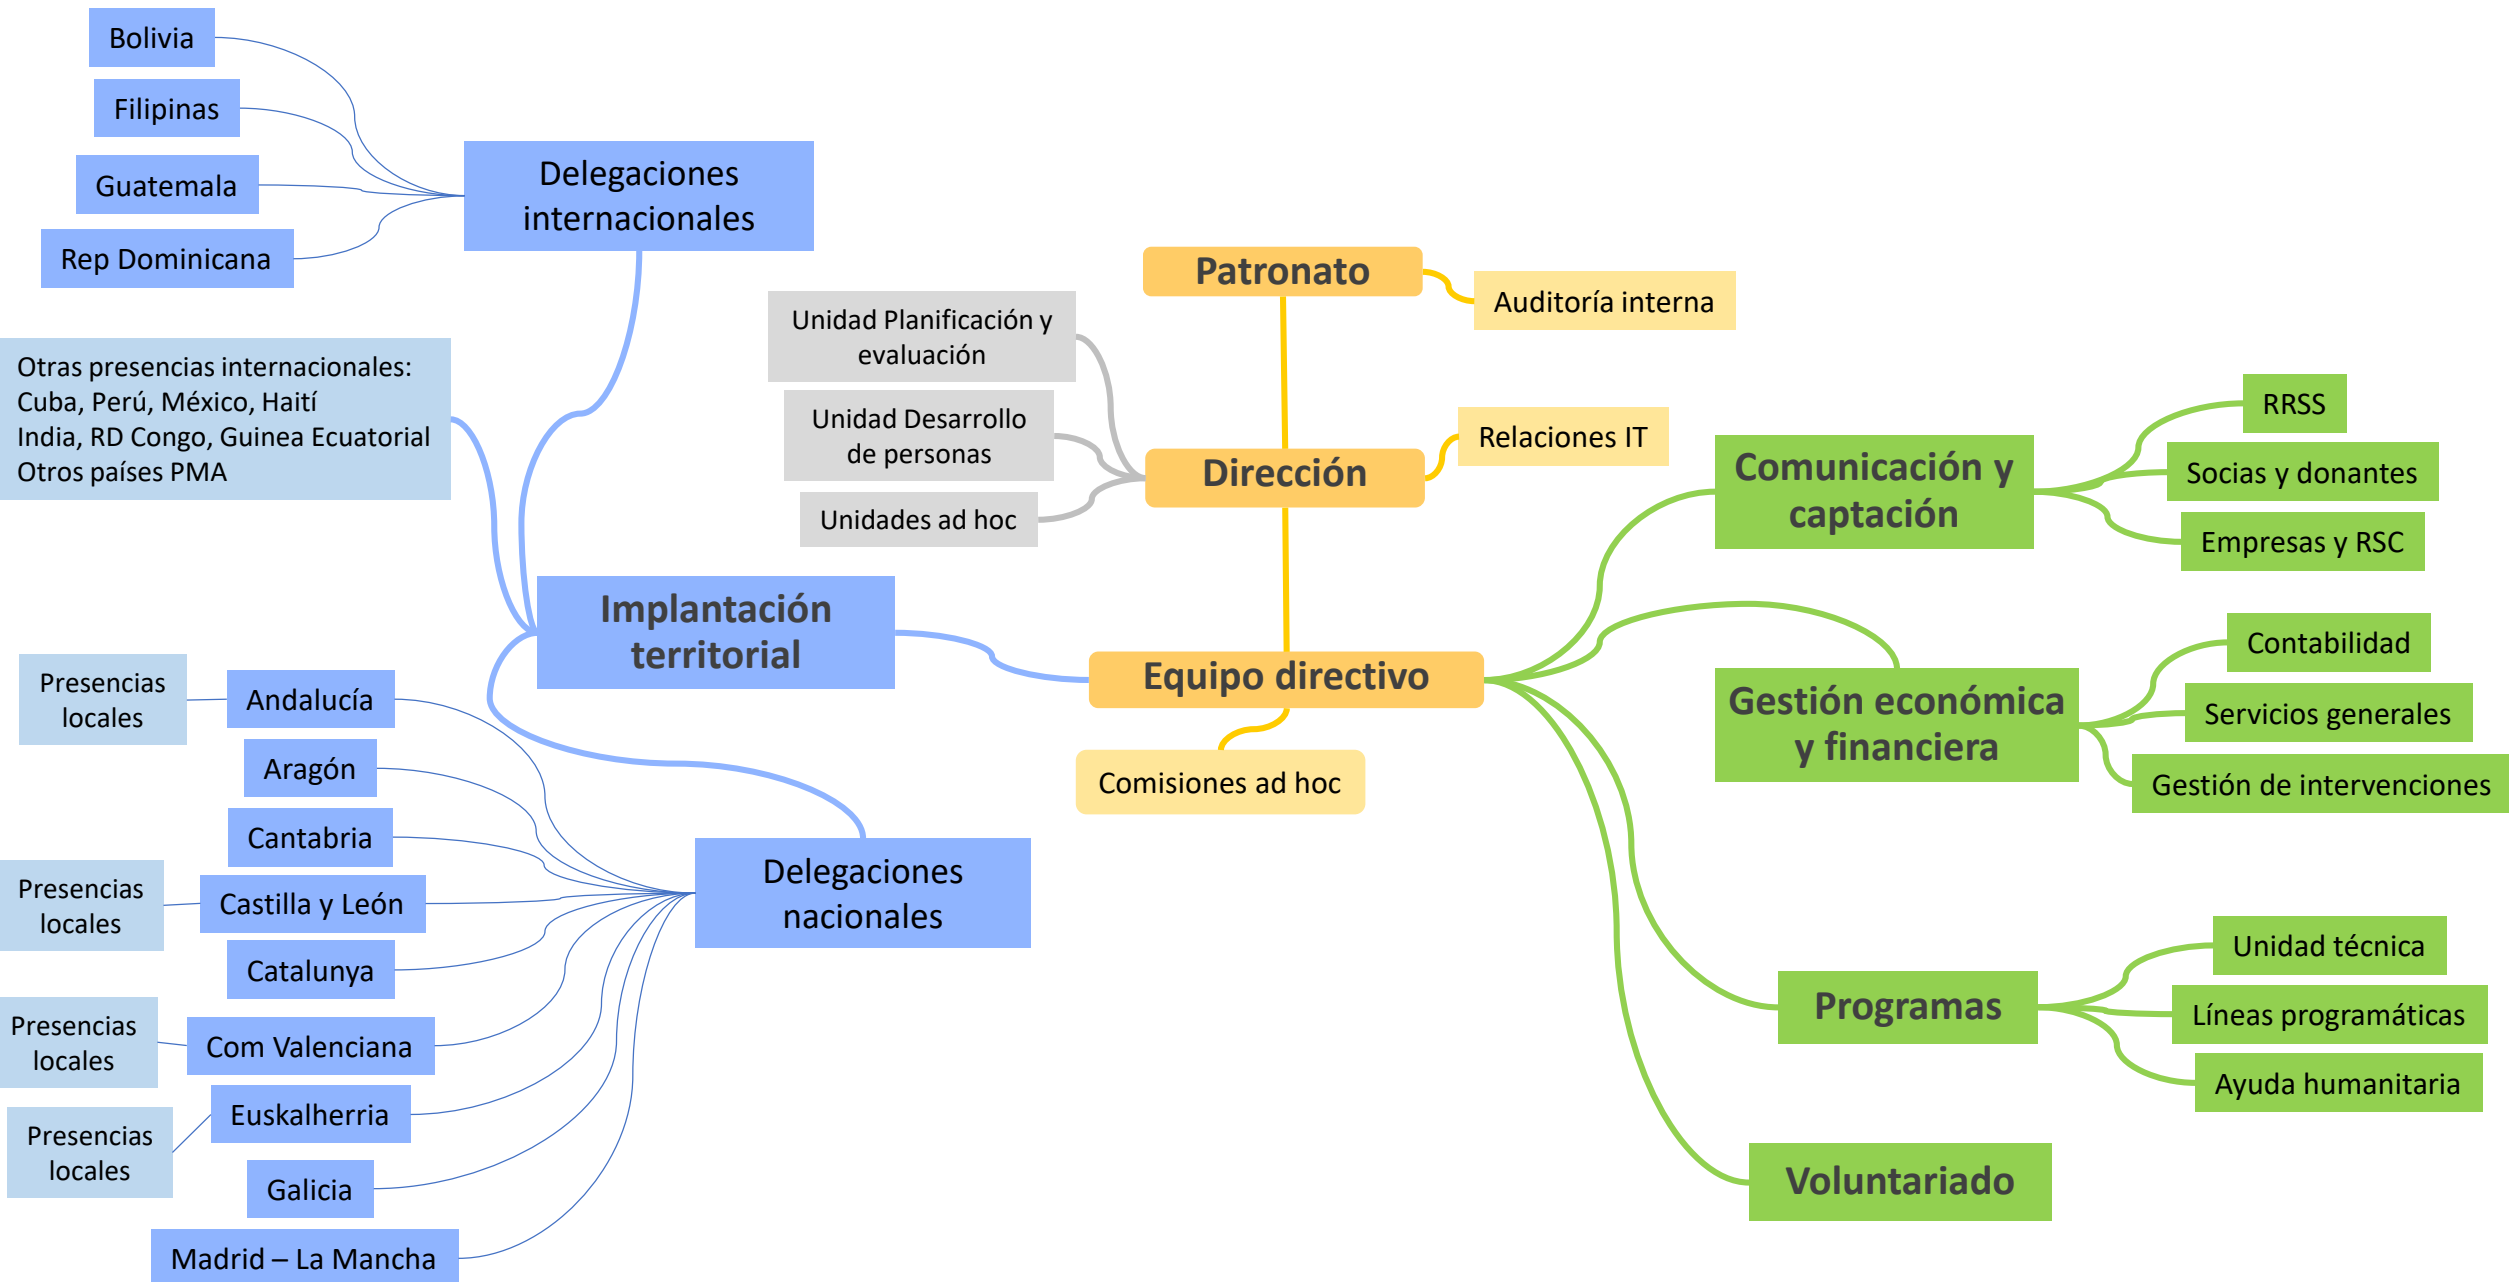 Bolivia
Filipinas
Guatemala
Rep Dominicana
Delegaciones
internacionales
Otras presencias internacionales:
Cuba, Perú, México, Haití
India, RD Congo, Guinea Ecuatorial
Otros países PMA
Patronato
Auditoría interna
Unidad Planificación y
evaluación
Unidad Desarrollo
de personas
Unidades ad hoc
Dirección
Relaciones IT
Implantación
territorial
Equipo directivo
Comisiones ad hoc
Comunicación y
captación
RRSS
Socias y donantes
Empresas y RSC
Gestión económica
y financiera
Contabilidad
Servicios generales
Gestión de intervenciones
Programas
Unidad técnica
Líneas programáticas
Ayuda humanitaria
Voluntariado
Delegaciones
nacionales
Presencias
locales
Andalucía
Aragón
Cantabria
Presencias
locales
Castilla y León
Catalunya
Presencias
locales
Com Valenciana
Presencias
locales
Euskalherria
Galicia
Madrid – La Mancha